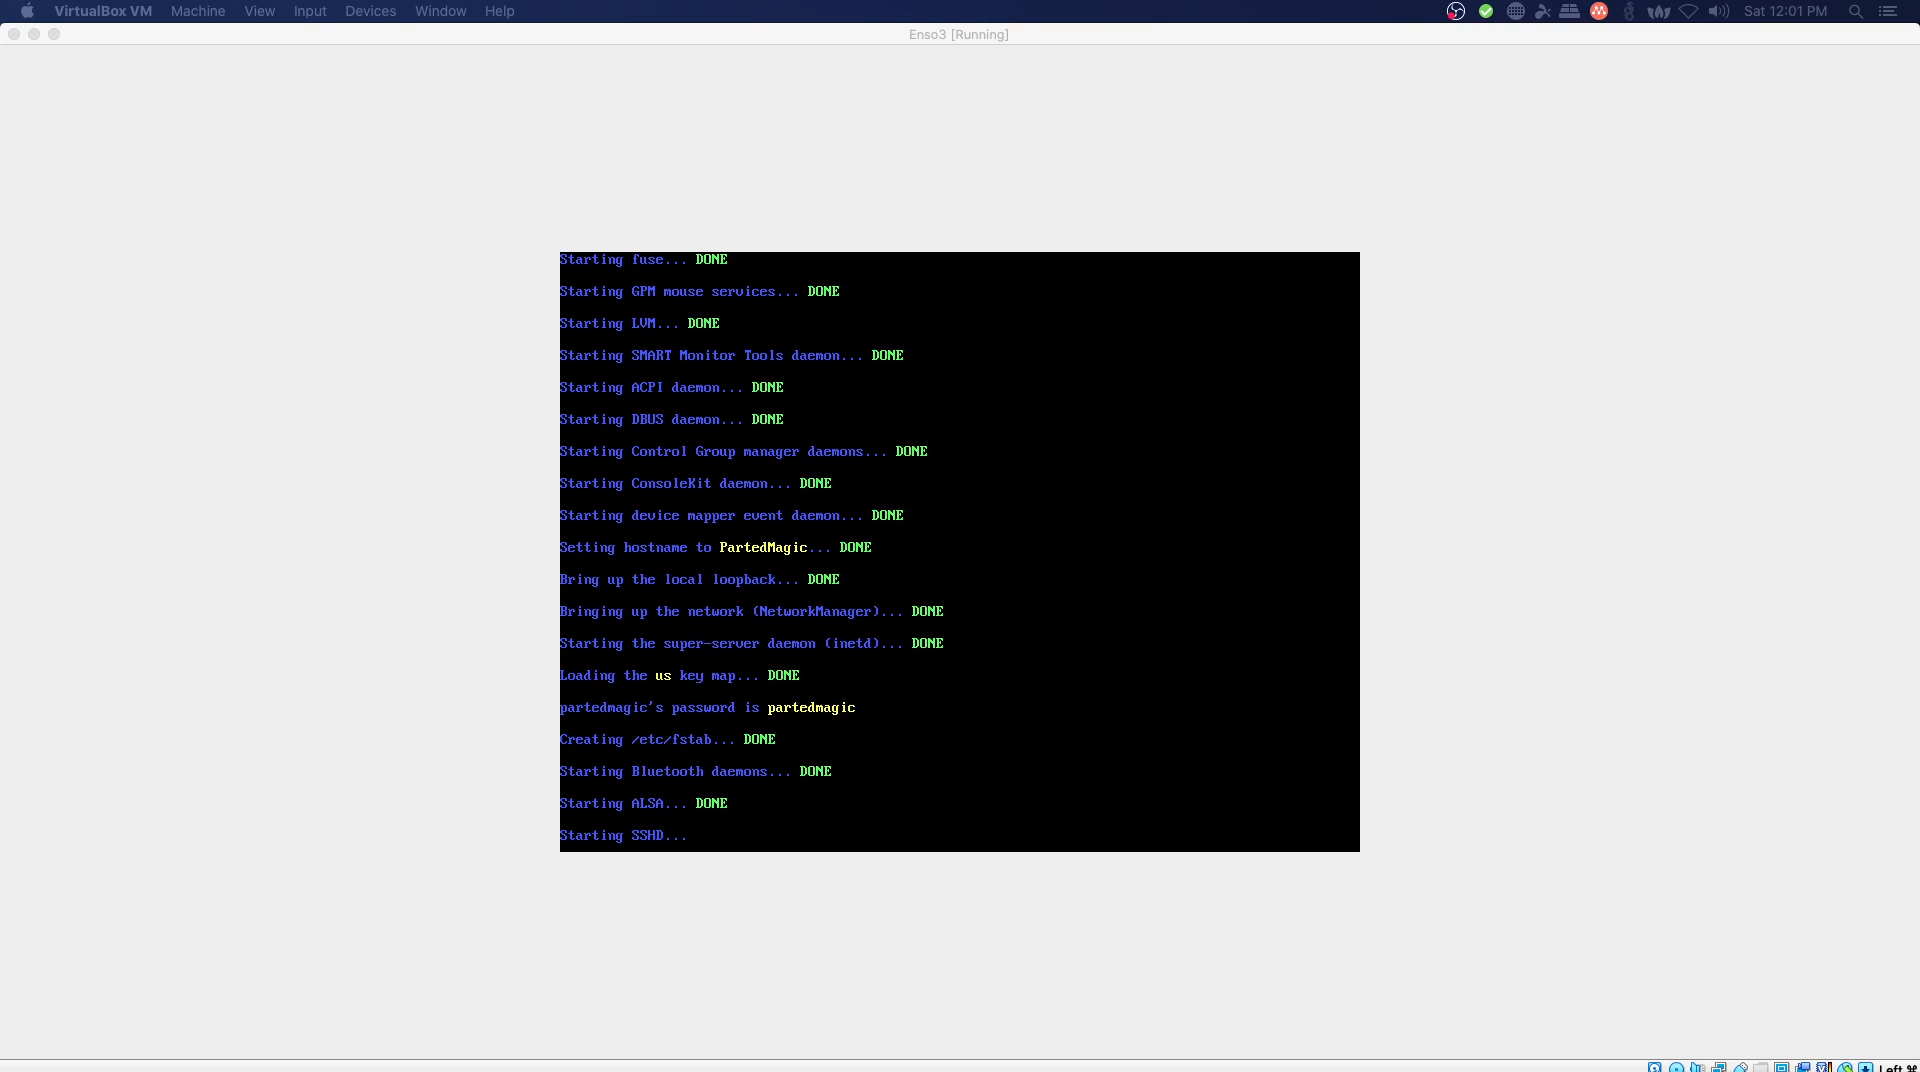 VirtualBox VM Machine View Input Devices Window Help Sat 12:01 PM
Enso3 [Running]
Starting fuse... DONE
Starting GPM mouse services... DONE
Starting LVM... DONE
Starting SMART Monitor Tools daemon... DONE
Starting ACPI daemon... DONE
Starting DBUS daemon... DONE
Starting Control Group manager daemons... DONE
Starting ConsoleKit daemon... DONE
Starting device mapper event daemon... DONE
Setting hostname to PartedMagic... DONE
Bring up the local loopback... DONE
Bringing up the network (NetworkManager)... DONE
Starting the super-server daemon (inetd)... DONE
Loading the us key map... DONE
partedmagic's password is partedmagic
Creating /etc/fstab... DONE
Starting Bluetooth daemons... DONE
Starting ALSA... DONE
Starting SSHD...
Left ⌘